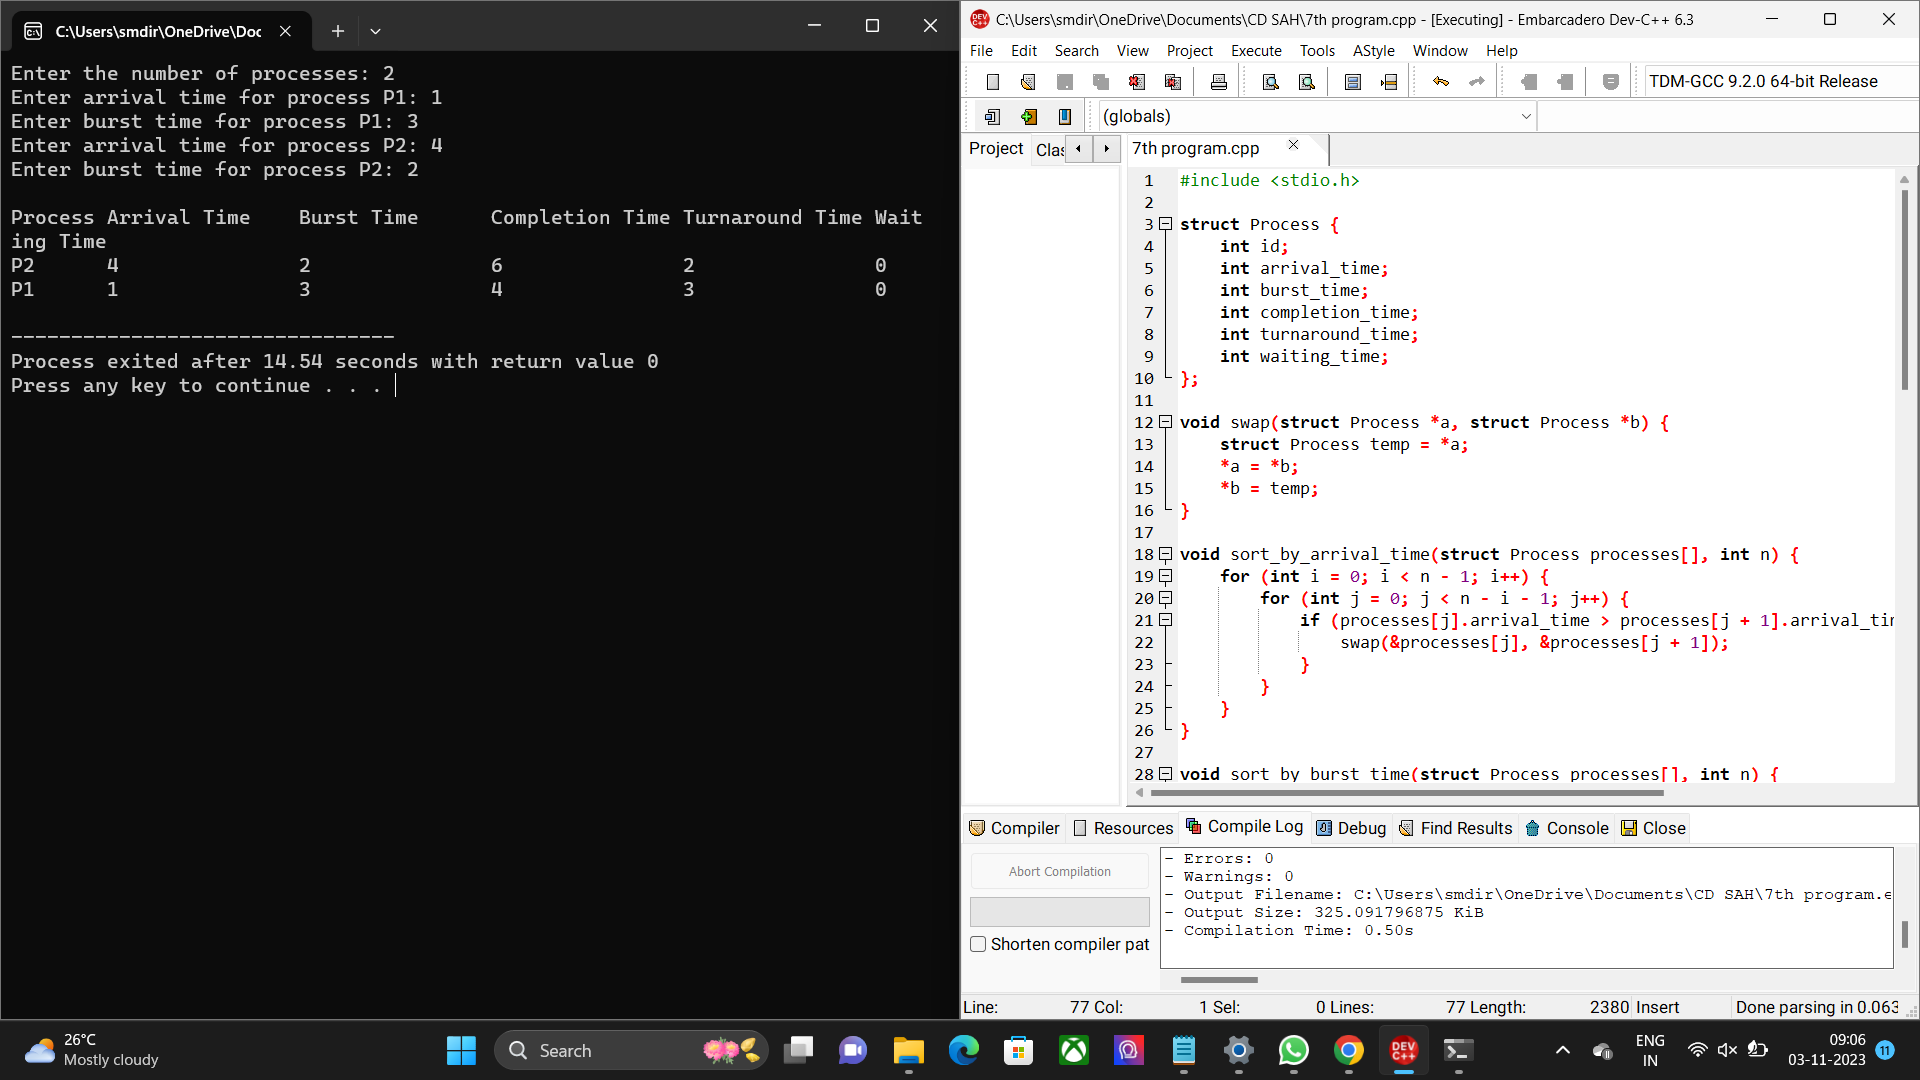 C:\Users\smdir\OneDrive\Doc
Enter the number of processes: 2
Enter arrival time for process P1: 1
Enter burst time for process P1: 3
Enter arrival time for process P2: 4
Enter burst time for process P2: 2
Process Arrival Time    Burst Time      Completion Time Turnaround Time Wait
ing Time
P2      4               2               6               2               0
P1      1               3               4               3               0
--------------------------------
Process exited after 14.54 seconds with return value 0
Press any key to continue . . .
C:\Users\smdir\OneDrive\Documents\CD SAH\7th program.cpp - [Executing] - Embarcadero Dev-C++ 6.3
File Edit Search View Project Execute Tools AStyle Window Help
TDM-GCC 9.2.0 64-bit Release
(globals)
Project Clas 7th program.cpp
1 #include <stdio.h>
2
3 struct Process {
4     int id;
5     int arrival_time;
6     int burst_time;
7     int completion_time;
8     int turnaround_time;
9     int waiting_time;
10 };
11
12 void swap(struct Process *a, struct Process *b) {
13     struct Process temp = *a;
14     *a = *b;
15     *b = temp;
16 }
17
18 void sort_by_arrival_time(struct Process processes[], int n) {
19     for (int i = 0; i < n - 1; i++) {
20         for (int j = 0; j < n - i - 1; j++) {
21             if (processes[j].arrival_time > processes[j + 1].arrival_tim
22                 swap(&processes[j], &processes[j + 1]);
23             }
24         }
25     }
26 }
27
28 void sort_by_burst_time(struct Process processes[], int n) {
Compiler Resources Compile Log Debug Find Results Console Close
Abort Compilation
Shorten compiler pat
- Errors: 0
- Warnings: 0
- Output Filename: C:\Users\smdir\OneDrive\Documents\CD SAH\7th program.e
- Output Size: 325.091796875 KiB
- Compilation Time: 0.50s
Line: 77 Col: 1 Sel: 0 Lines: 77 Length: 2380 Insert Done parsing in 0.063
26°C
Mostly cloudy
Search
DEV
C++
ENG
IN
09:06
03-11-2023
11